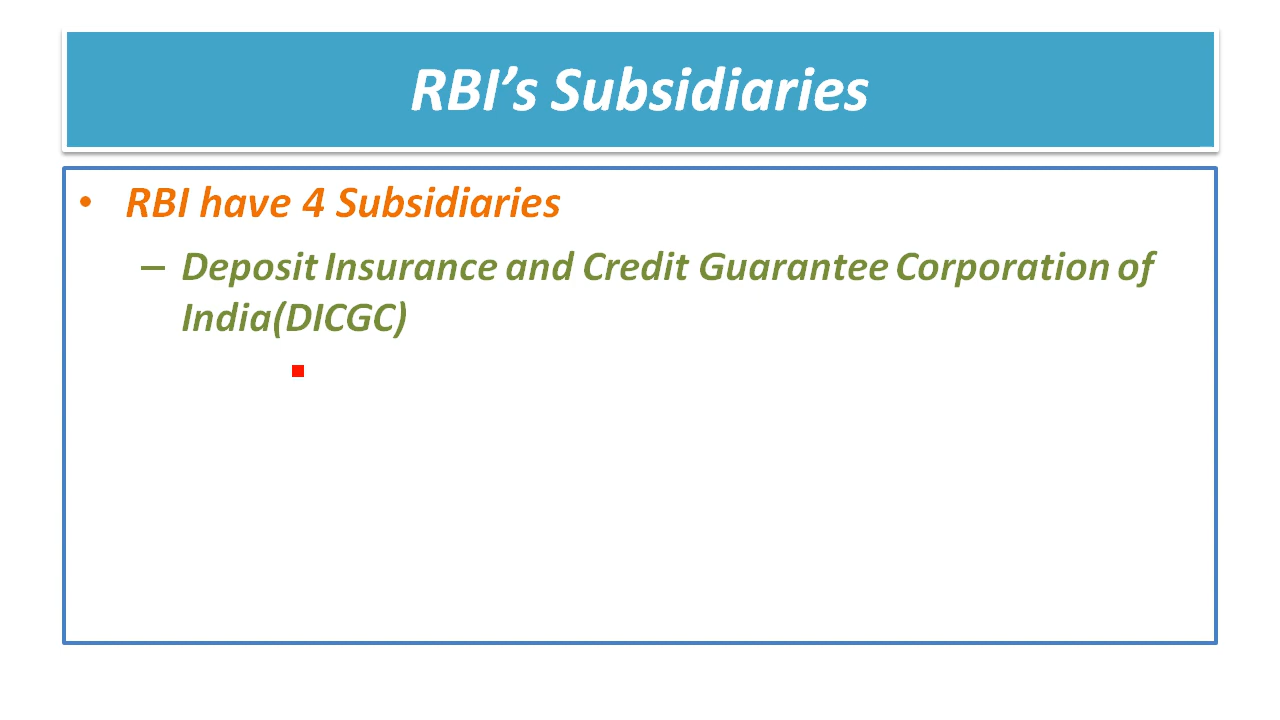 RBI’s Subsidiaries
• RBI have 4 Subsidiaries
– Deposit Insurance and Credit Guarantee Corporation of
India(DICGC)